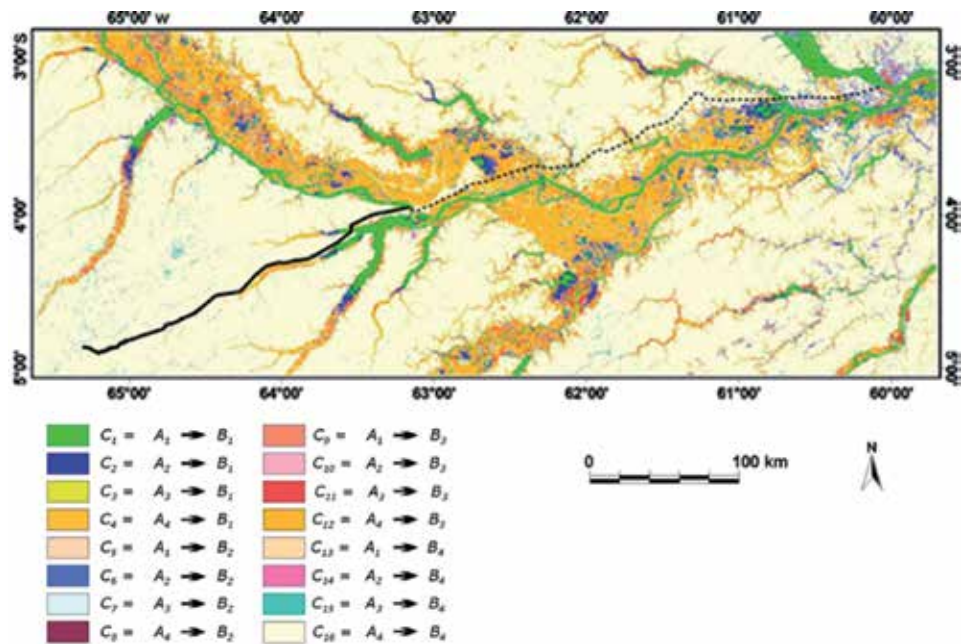 65°00' W 64°00' 63°00' 62°00' 61°00' 60°00'
3°00'S 3°00'
4°00' 4°00'
5°00' 5°00'
65°00' 64°00' 63°00' 62°00' 61°00' 60°00'
C₁ = A₁ → B₁
C₂ = A₂ → B₁
C₃ = A₃ → B₁
C₄ = A₄ → B₁
C₅ = A₁ → B₂
C₆ = A₂ → B₂
C₇ = A₃ → B₂
C₈ = A₄ → B₂
C₉ = A₁ → B₃
C₁₀ = A₂ → B₃
C₁₁ = A₃ → B₃
C₁₂ = A₄ → B₃
C₁₃ = A₁ → B₄
C₁₄ = A₂ → B₄
C₁₅ = A₃ → B₄
C₁₆ = A₄ → B₄
0 100 km
N